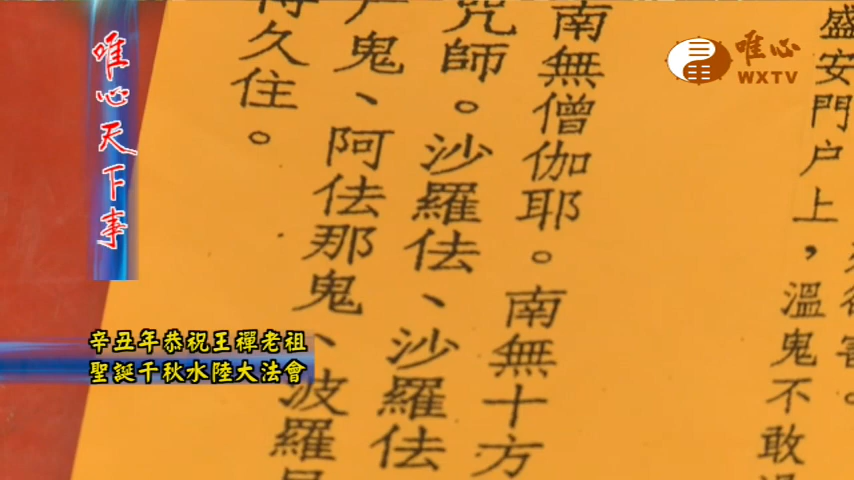 唯心天下事
唯心
WXTV
辛丑年恭祝王禪老祖
聖誕千秋水陸大法會
盛安門户上，溫鬼不敢
南無僧伽耶。南無十方
咒師。沙羅佉、沙羅佉
鬼、阿佉那鬼、波羅
久住。